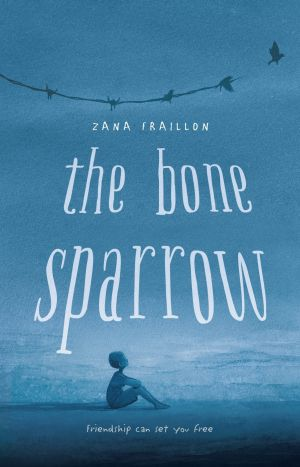 ZANA FRAILLON
the bone
sparrow
Friendship can set you free